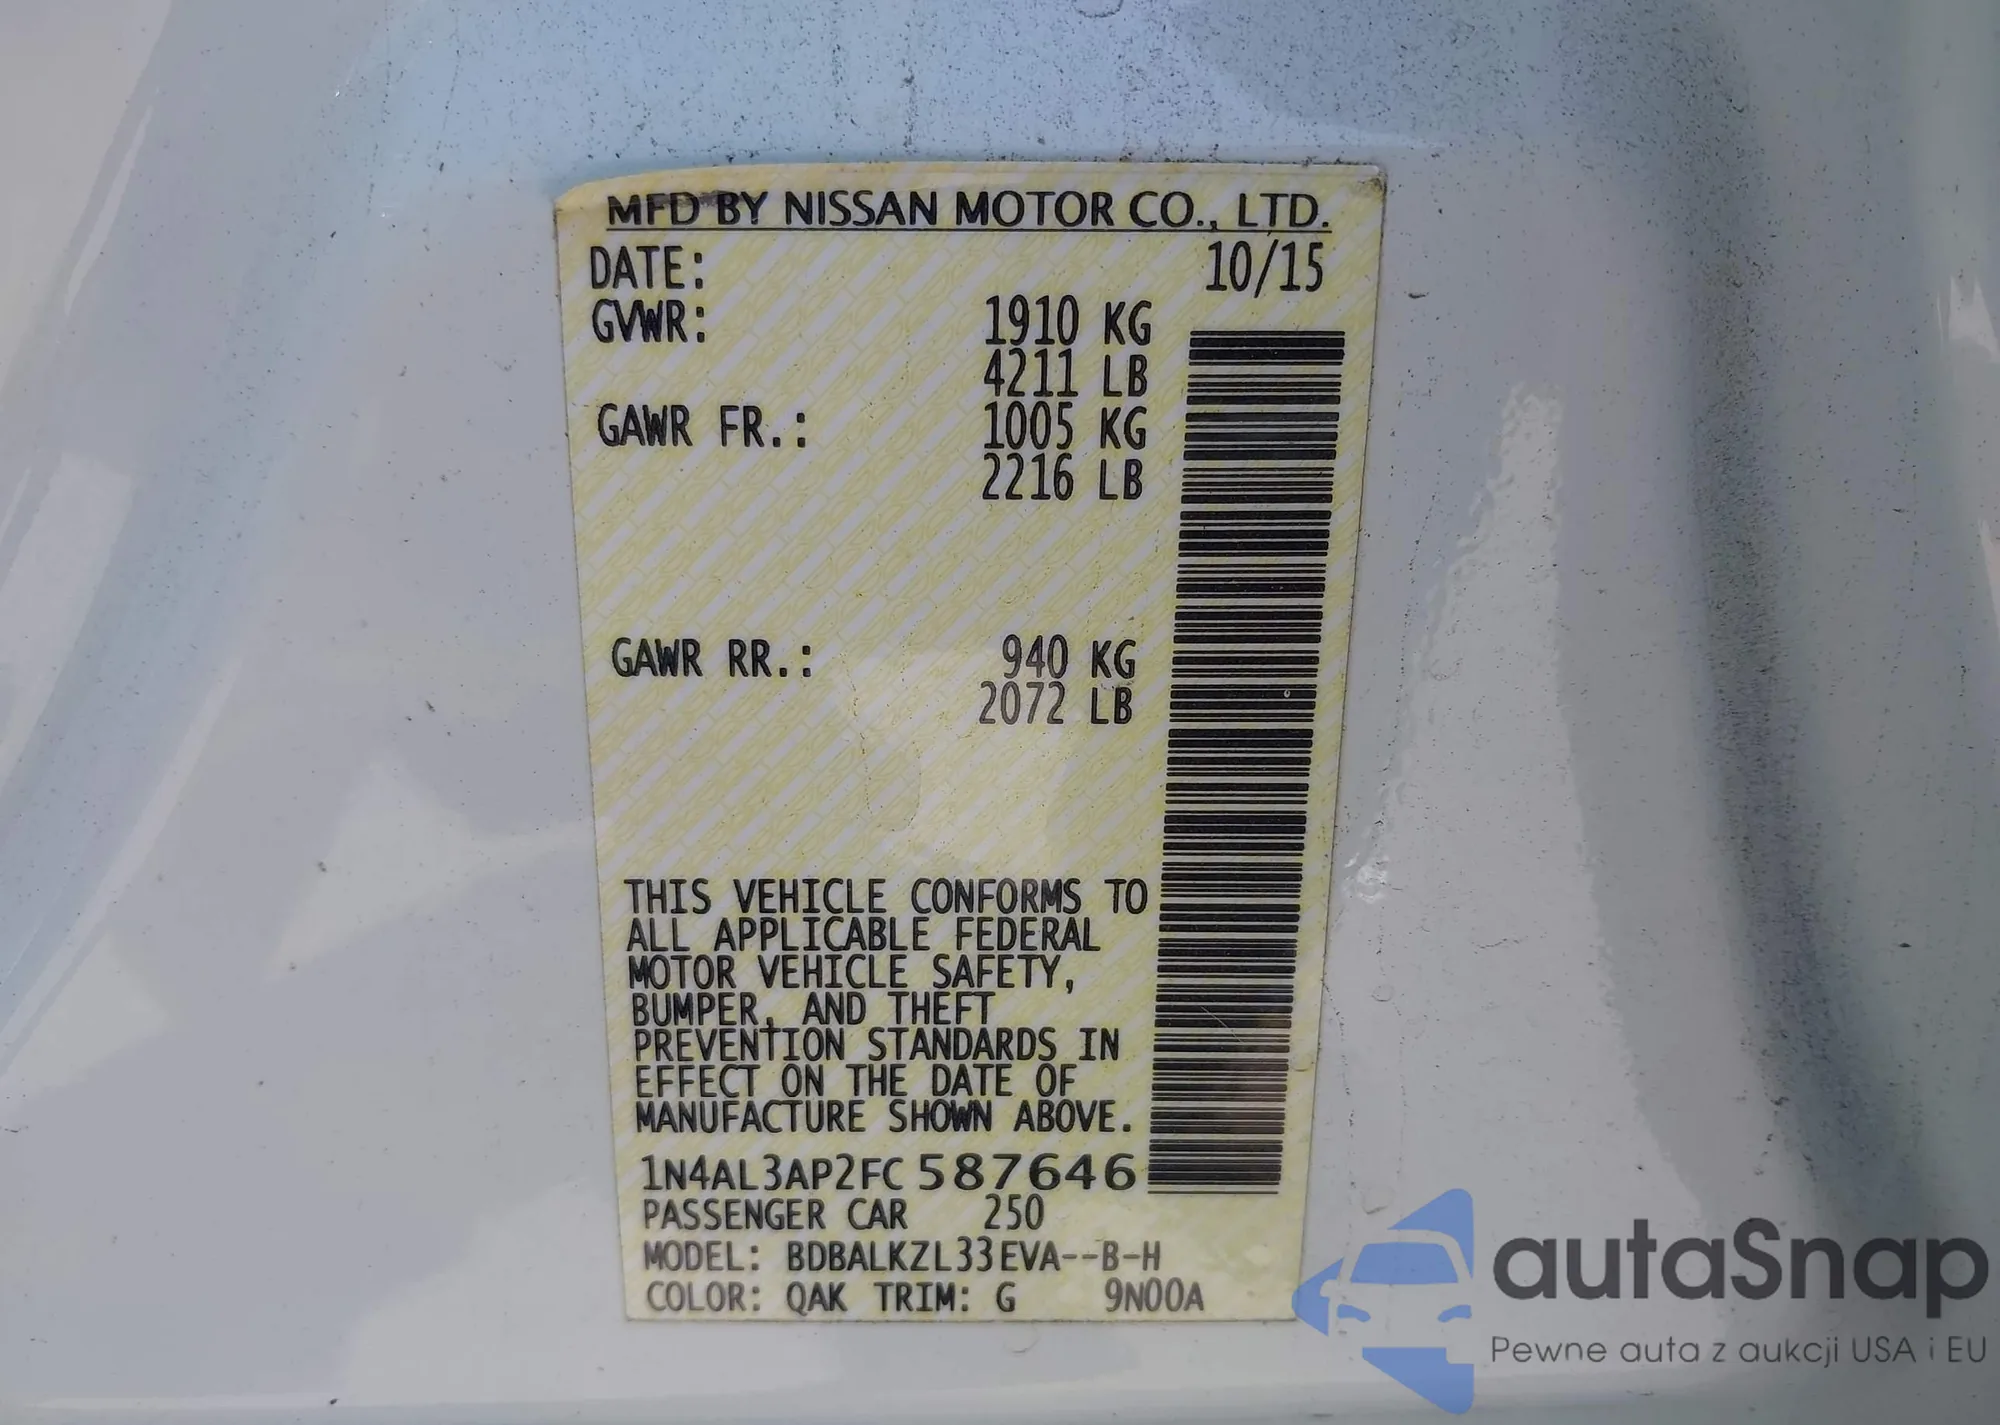 MFD BY NISSAN MOTOR CO., LTD.
DATE: 10/15
GVWR: 1910 KG
4211 LB
GAWR FR.: 1005 KG
2216 LB
GAWR RR.: 940 KG
2072 LB
THIS VEHICLE CONFORMS TO
ALL APPLICABLE FEDERAL
MOTOR VEHICLE SAFETY,
BUMPER, AND THEFT
PREVENTION STANDARDS IN
EFFECT ON THE DATE OF
MANUFACTURE SHOWN ABOVE.
1N4AL3AP2FC587646
PASSENGER CAR 250
MODEL: BDBALKZL33EVA--B-H
COLOR: QAK TRIM: G 9N00A
autaSnap
Pewne auta z aukcji USA i EU